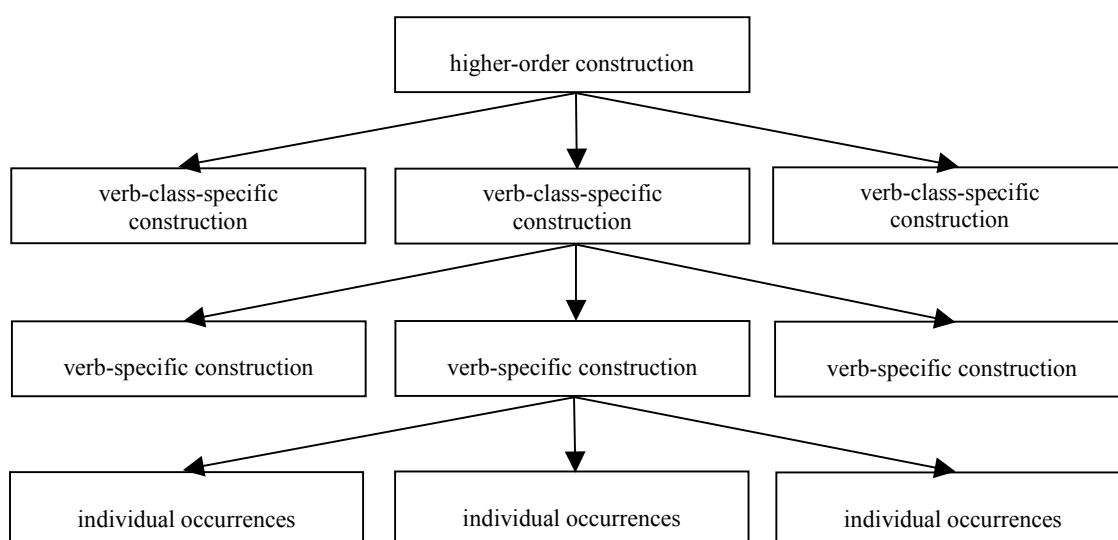 higher-order construction
verb-class-specific
construction
verb-class-specific
construction
verb-class-specific
construction
verb-specific construction
verb-specific construction
verb-specific construction
individual occurrences
individual occurrences
individual occurrences